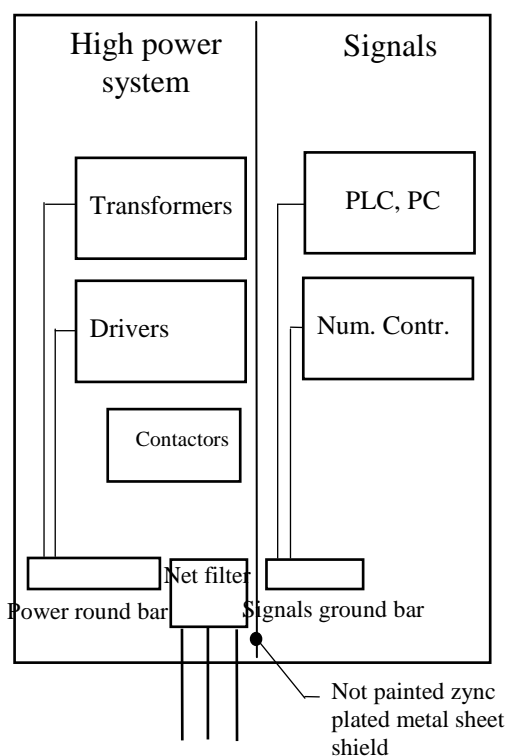 High power
system
Signals
Transformers
PLC, PC
Drivers
Num. Contr.
Contactors
Net filter
Power round bar
Signals ground bar
Not painted zync
plated metal sheet
shield